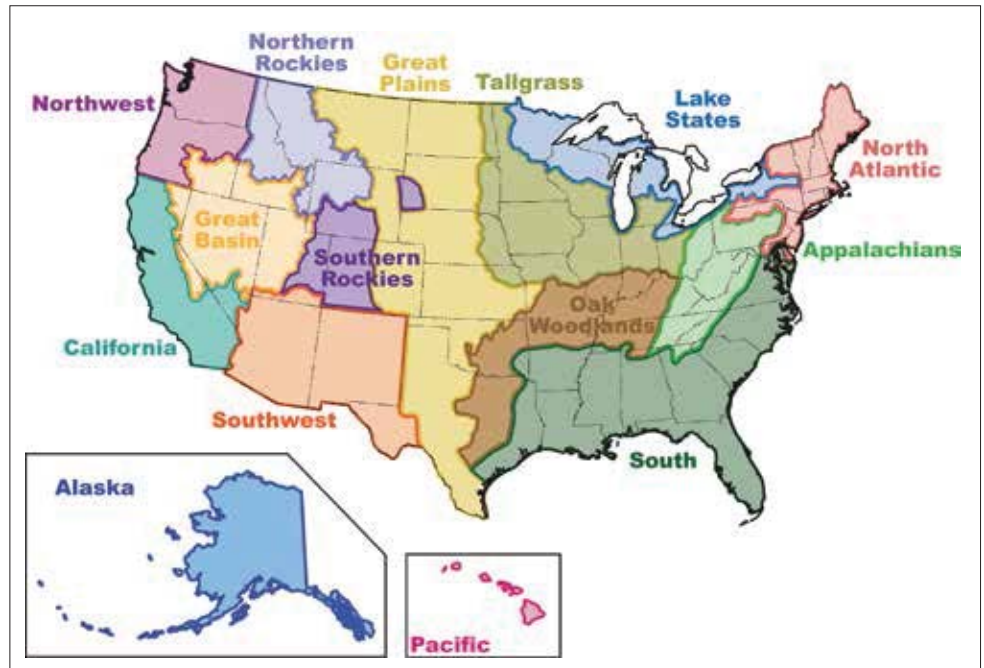 Northern
Rockies
Great
Plains
Tallgrass
Northwest
Lake
States
North
Atlantic
Great
Basin
Southern
Rockies
Appalachians
Oak
Woodlands
California
Southwest
South
Alaska
Pacific